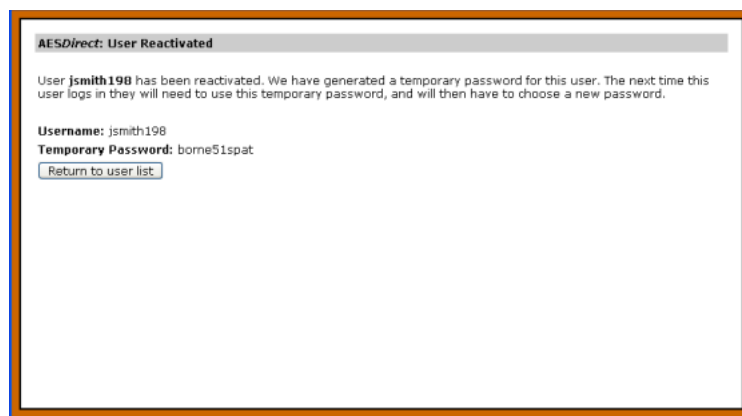 AESDirect: User Reactivated
User jsmith198 has been reactivated. We have generated a temporary password for this user. The next time this
user logs in they will need to use this temporary password, and will then have to choose a new password.
Username: jsmith198
Temporary Password: borne51spat
Return to user list